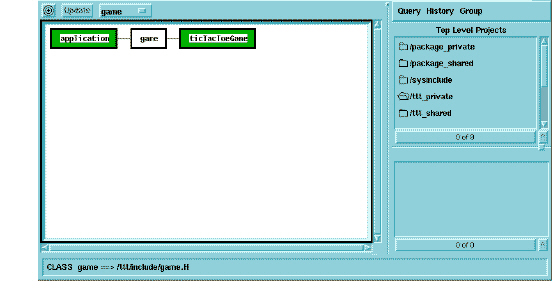 Update game
application game ticTacToeGame
CLASS game ==> /ttt/include/game.H
Query History Group
Top Level Projects
/package_private
/package_shared
/sysinclude
/ttt_private
/ttt_shared
0 of 9
0 of 0